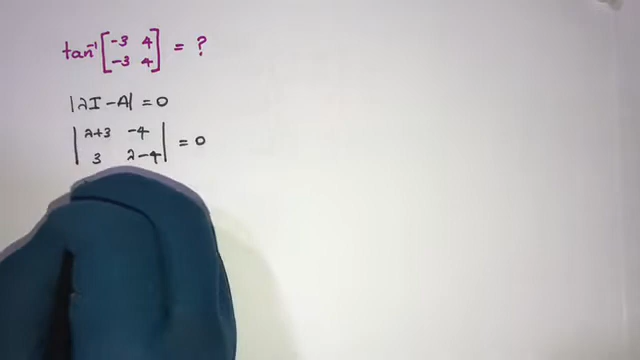 tan⁻¹ [ -3 4 ; -3 4 ] = ?
|λI - A| = 0
| λ+3 -4 ; 3 λ-4 | = 0